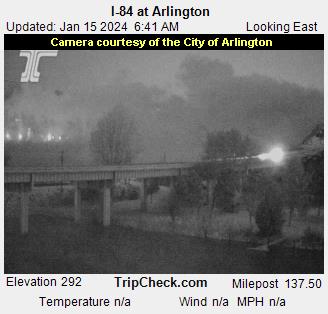 I-84 at Arlington
Updated: Jan 15 2024 6:41 AM Looking East
Camera courtesy of the City of Arlington
Elevation 292 TripCheck.com Milepost 137.50
Temperature n/a Wind n/a MPH n/a